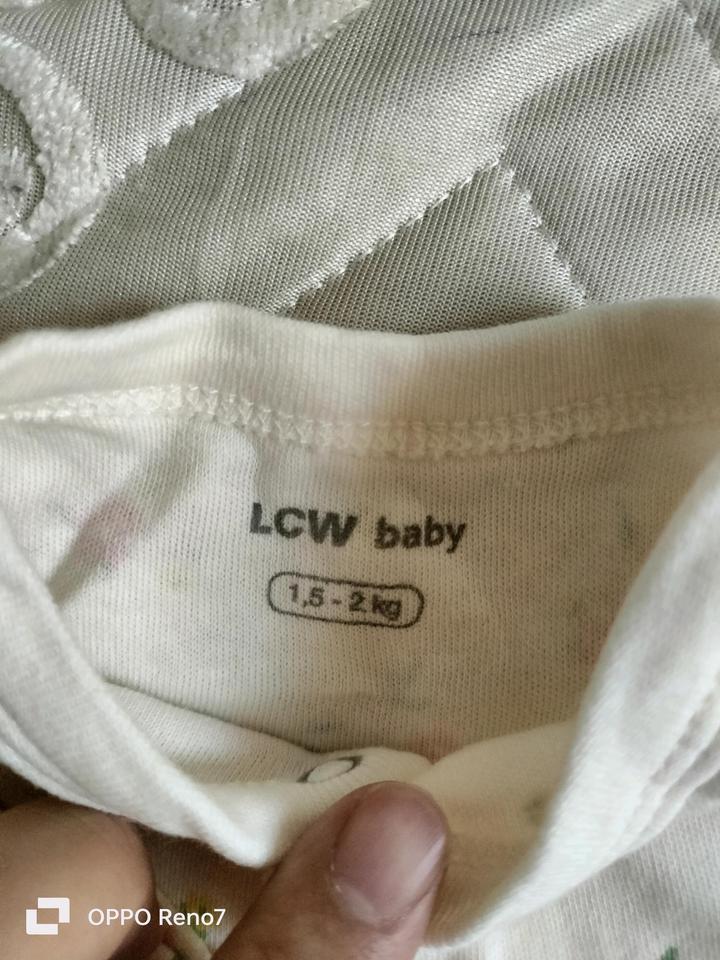 LCW baby
1,5 - 2 kg
OPPO Reno7